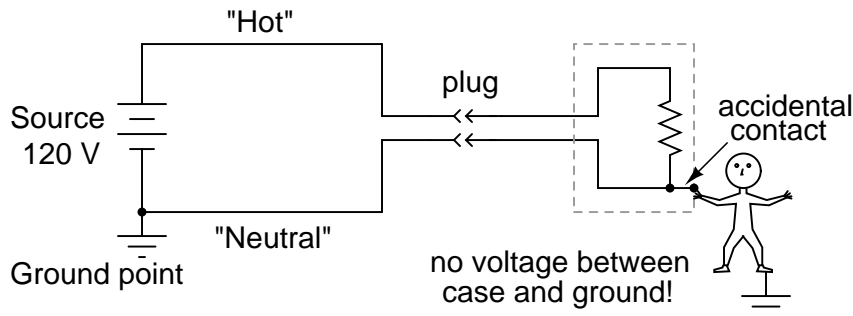 "Hot"
plug
Source
120 V
accidental
contact
"Neutral"
Ground point
no voltage between
case and ground!